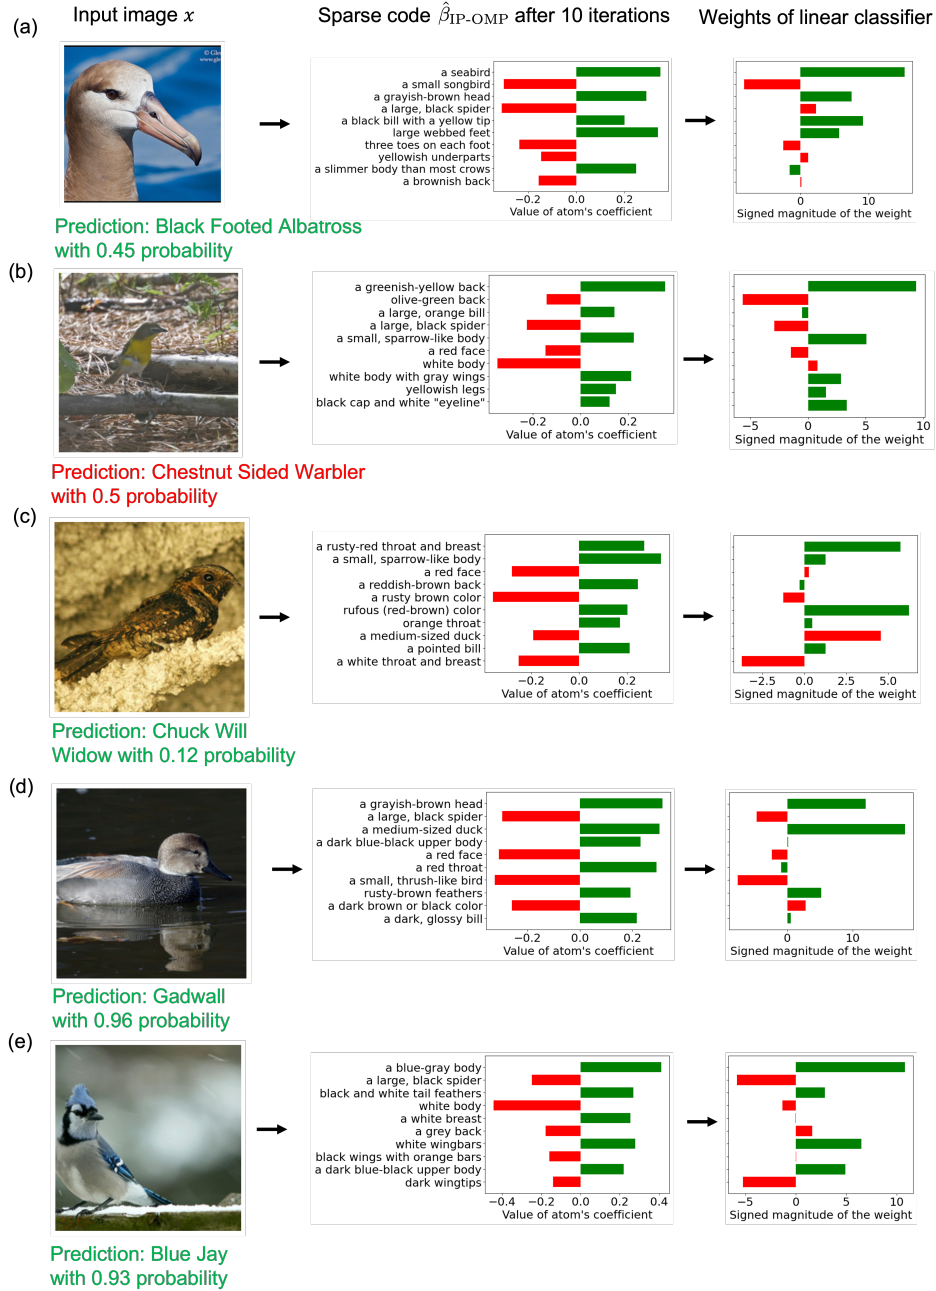 Input image x
Sparse code β̂IP-OMP after 10 iterations
Weights of linear classifier
(a)
© Gle
www.gle
a seabird
a small songbird
a grayish-brown head
a large, black spider
a black bill with a yellow tip
large webbed feet
three toes on each foot
yellowish underparts
a slimmer body than most crows
a brownish back
−0.3 0.0 0.3
Value of atom's coefficient
0 10
Signed magnitude of the weight
Prediction: Black Footed Albatross
with 0.45 probability
(b)
a greenish-yellow back
olive-green back
a large, orange bill
a large, black spider
a small, sparrow-like body
a red face
white body
white body with gray wings
yellowish legs
black cap and white "eyeline"
−0.2 0.0 0.2
Value of atom's coefficient
−5 0 5 10
Signed magnitude of the weight
Prediction: Chestnut Sided Warbler
with 0.5 probability
(c)
a rusty-red throat and breast
a small, sparrow-like body
a red face
a reddish-brown back
a rusty brown color
rufous (red-brown) color
orange throat
a medium-sized duck
a pointed bill
a white throat and breast
−0.2 0.0 0.2
Value of atom's coefficient
−2.5 0.0 2.5 5.0
Signed magnitude of the weight
Prediction: Chuck Will
Widow with 0.12 probability
(d)
a grayish-brown head
a large, black spider
a medium-sized duck
a dark blue-black upper body
a red face
a red throat
a small, thrush-like bird
rusty-brown feathers
a dark brown or black color
a dark, glossy bill
−0.2 0.0 0.2
Value of atom's coefficient
0 10
Signed magnitude of the weight
Prediction: Gadwall
with 0.96 probability
(e)
a blue-gray body
a large, black spider
black and white tail feathers
white body
a white breast
a grey back
white wingbars
black wings with orange bars
a dark blue-black upper body
dark wingtips
−0.4 −0.2 0.0 0.2 0.4
Value of atom's coefficient
−5 0 5 10
Signed magnitude of the weight
Prediction: Blue Jay
with 0.93 probability